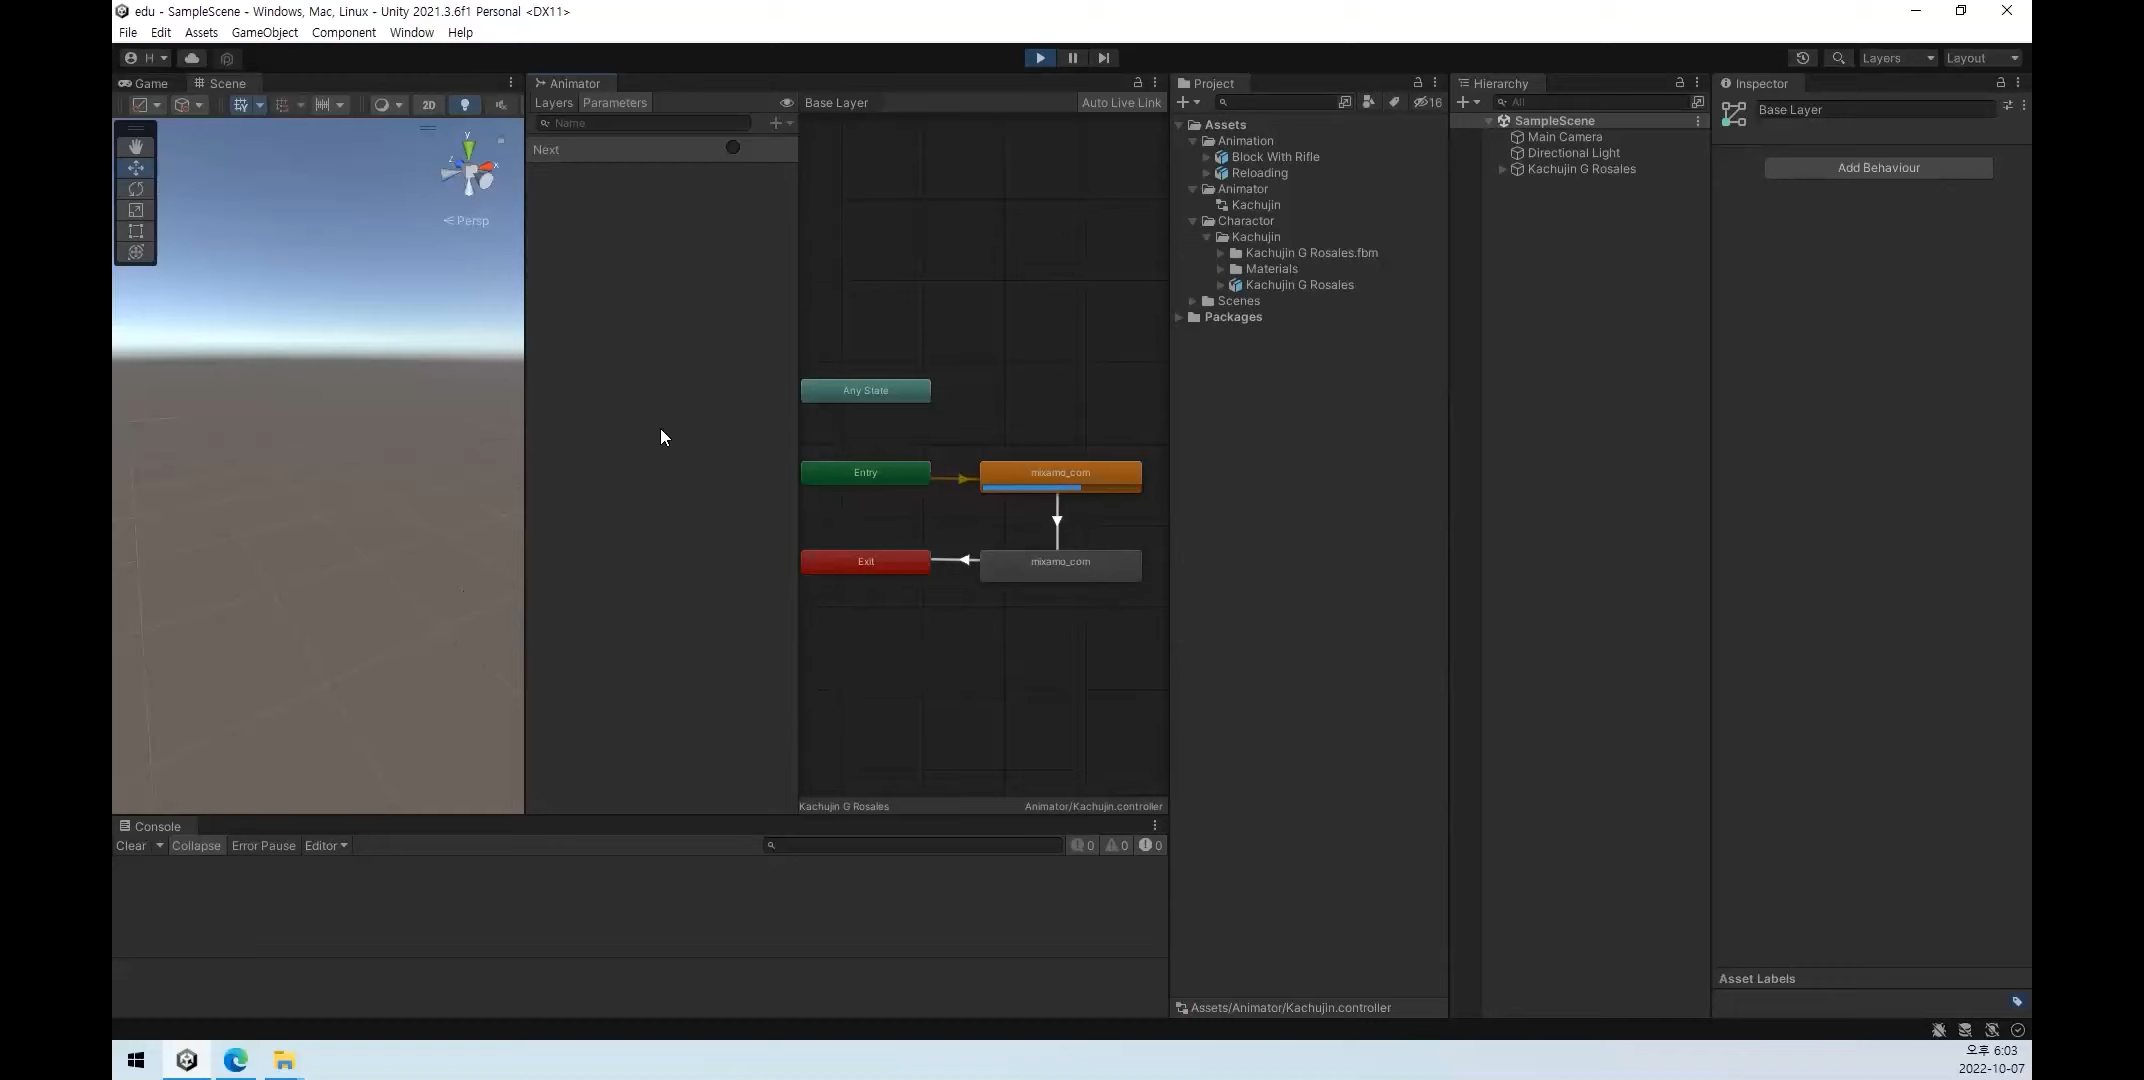 edu - SampleScene - Windows, Mac, Linux - Unity 2021.3.6f1 Personal <DX11>
File Edit Assets GameObject Component Window Help
H Layers Layout
Game Scene
2D
y
x
z
< Persp
Animator
Layers Parameters Base Layer Auto Live Link
Name
Next
Any State
Entry mixamo_com
Exit mixamo_com
Kachujin G Rosales Animator/Kachujin.controller
Console
Clear Collapse Error Pause Editor 0 0 0
Project
16
Assets
Animation
Block With Rifle
Reloading
Animator
Kachujin
Charactor
Kachujin
Kachujin G Rosales.fbm
Materials
Kachujin G Rosales
Scenes
Packages
Assets/Animator/Kachujin.controller
Hierarchy
All
SampleScene
Main Camera
Directional Light
Kachujin G Rosales
Inspector
Base Layer
Add Behaviour
Asset Labels
오후 6:03
2022-10-07